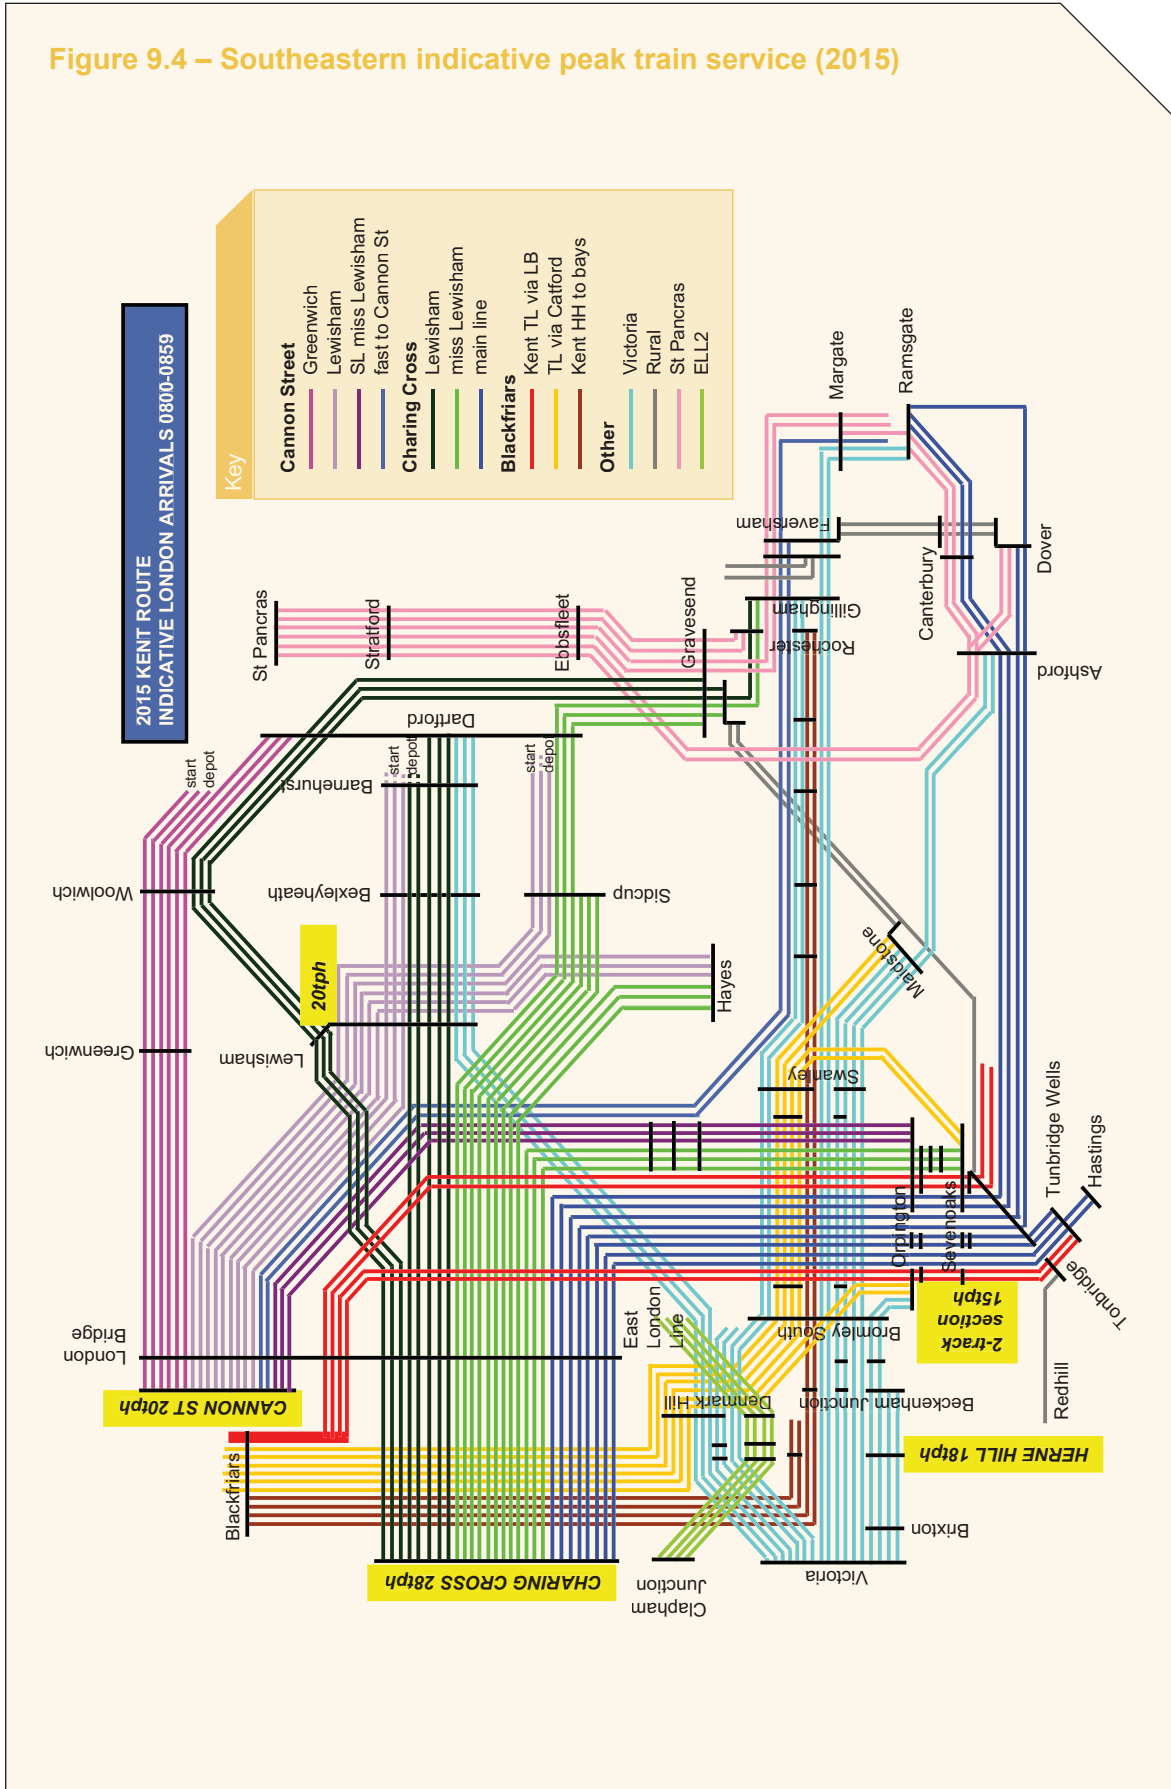 Figure 9.4 – Southeastern indicative peak train service (2015)
2015 KENT ROUTE
INDICATIVE LONDON ARRIVALS 0800-0859
Key
Cannon Street
Greenwich
Lewisham
SL miss Lewisham
fast to Cannon St
Charing Cross
Lewisham
miss Lewisham
main line
Blackfriars
Kent TL via LB
TL via Catford
Kent HH to bays
Other
Victoria
Rural
St Pancras
ELL2
St Pancras
Stratford
Ebbsfleet
Gravesend
Rochester
Gillingham
Faversham
Margate
Ramsgate
Canterbury
Dover
Ashford
Dartford
start
depot
start
depot
start
depot
Barnehurst
Bexleyheath
Sidcup
Woolwich
Greenwich
Lewisham
20tph
Hayes
Maidstone
Swanley
Orpington
Sevenoaks
Tunbridge Wells
Hastings
Tonbridge
2-track
section
15tph
Redhill
London
Bridge
CANNON ST 20tph
Blackfriars
CHARING CROSS 28tph
East
London
Line
Denmark Hill
Bromley South
Beckenham Junction
HERNE HILL 18tph
Brixton
Victoria
Clapham
Junction